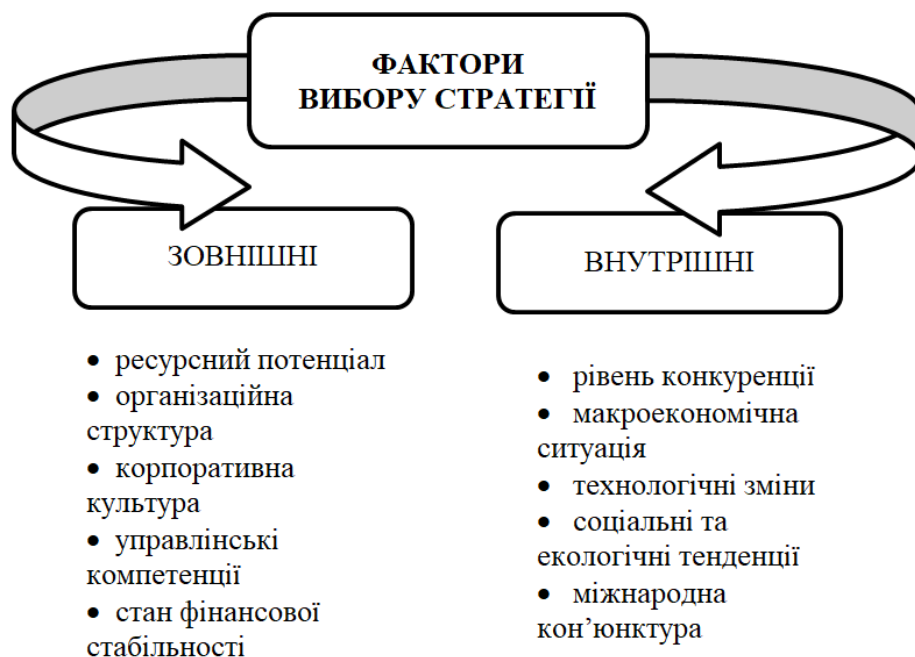 ФАКТОРИ
ВИБОРУ СТРАТЕГІЇ
ЗОВНІШНІ
• ресурсний потенціал
• організаційна
структура
• корпоративна
культура
• управлінські
компетенції
• стан фінансової
стабільності
ВНУТРІШНІ
• рівень конкуренції
• макроекономічна
ситуація
• технологічні зміни
• соціальні та
екологічні тенденції
• міжнародна
кон’юнктура